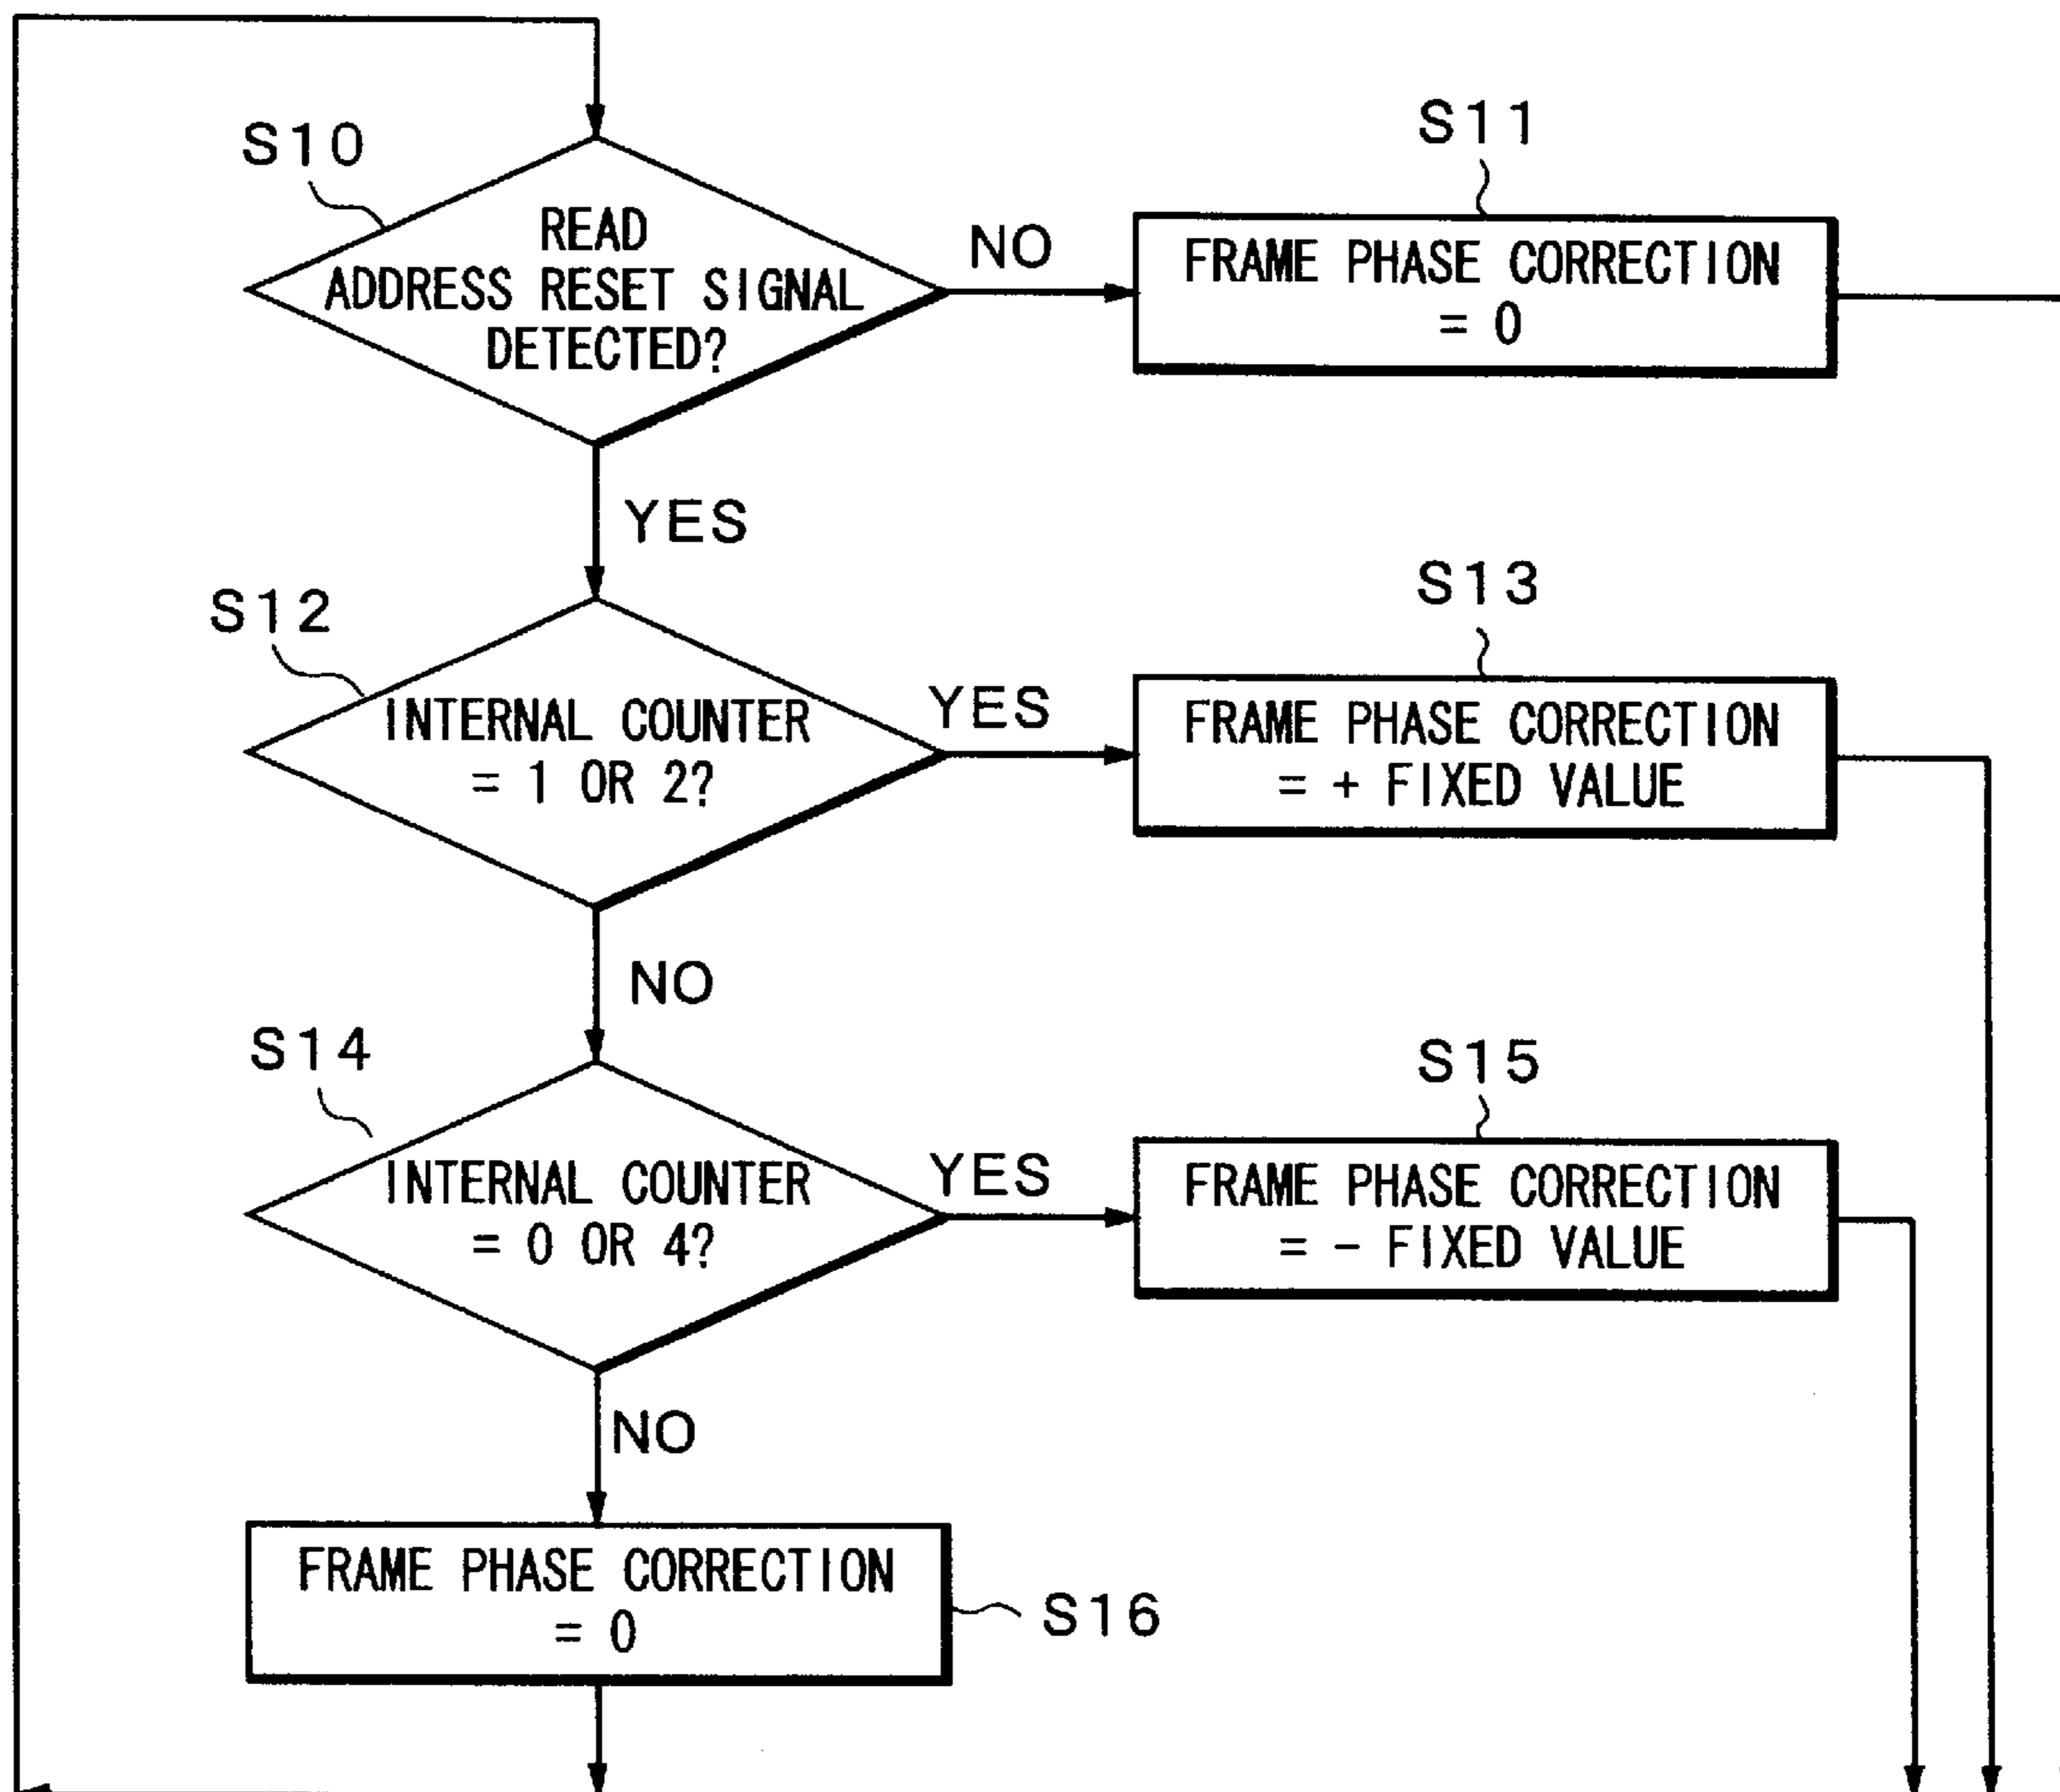 S10
READ
ADDRESS RESET SIGNAL
DETECTED?
NO
S11
FRAME PHASE CORRECTION
= 0
YES
S12
INTERNAL COUNTER
= 1 OR 2?
YES
S13
FRAME PHASE CORRECTION
= + FIXED VALUE
NO
S14
INTERNAL COUNTER
= 0 OR 4?
YES
S15
FRAME PHASE CORRECTION
= - FIXED VALUE
NO
FRAME PHASE CORRECTION
= 0
S16